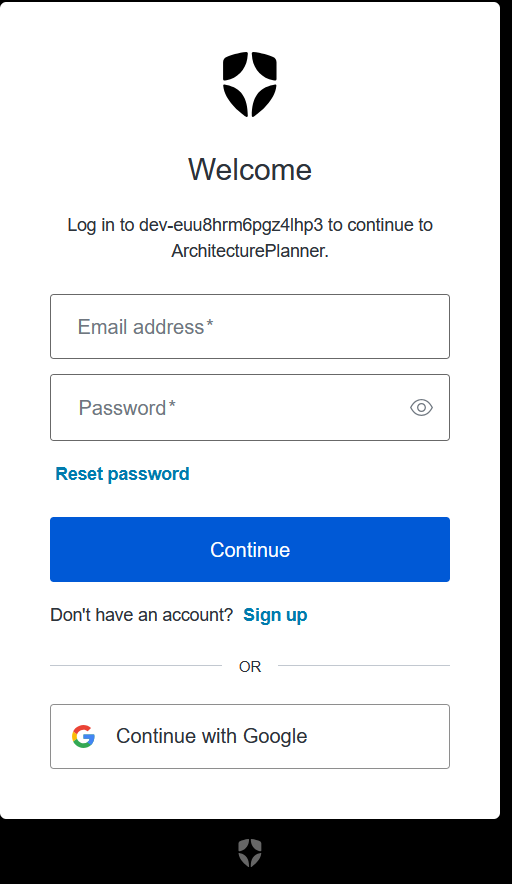 Welcome
Log in to dev-euu8hrm6pgz4lhp3 to continue to
ArchitecturePlanner.
Email address*
Password*
Reset password
Continue
Don't have an account? Sign up
OR
Continue with Google